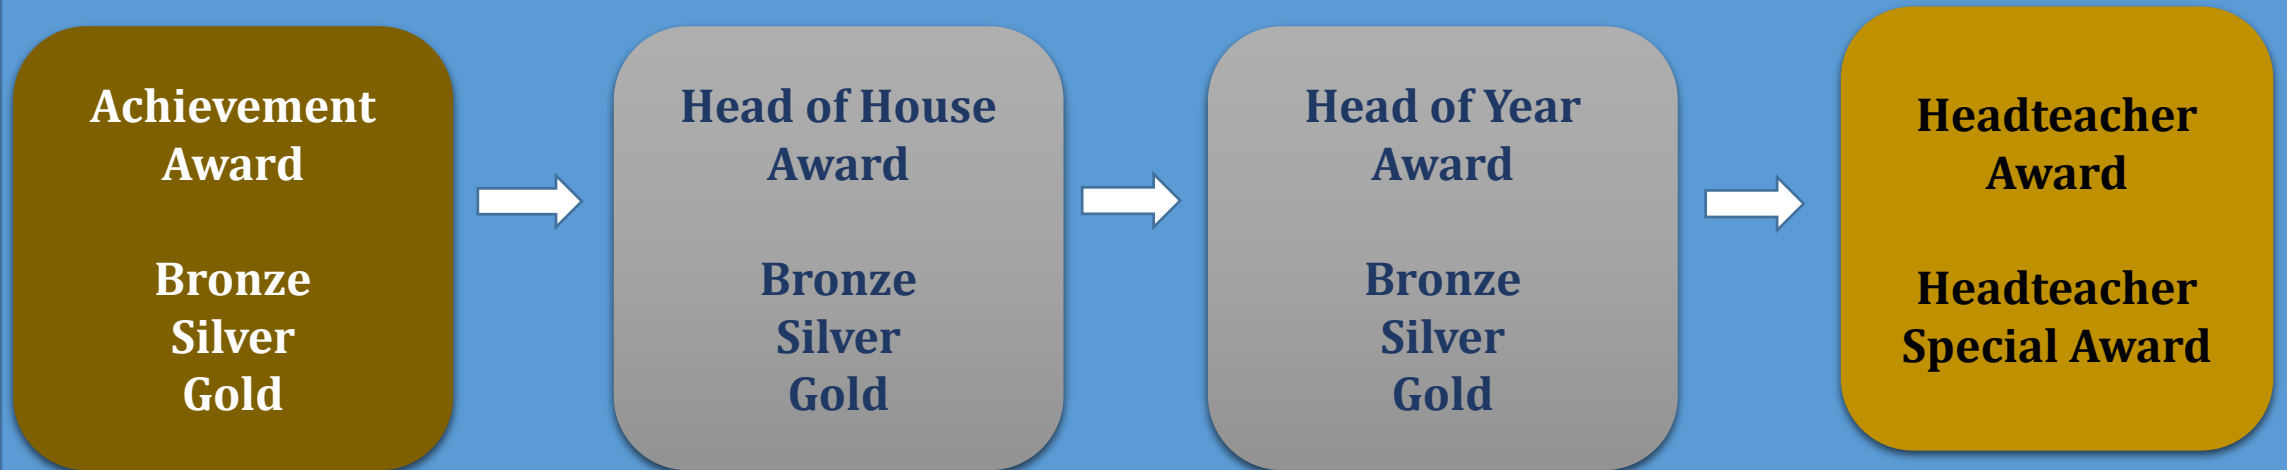 Achievement
Award
Bronze
Silver
Gold
Head of House
Award
Bronze
Silver
Gold
Head of Year
Award
Bronze
Silver
Gold
Headteacher
Award
Headteacher
Special Award